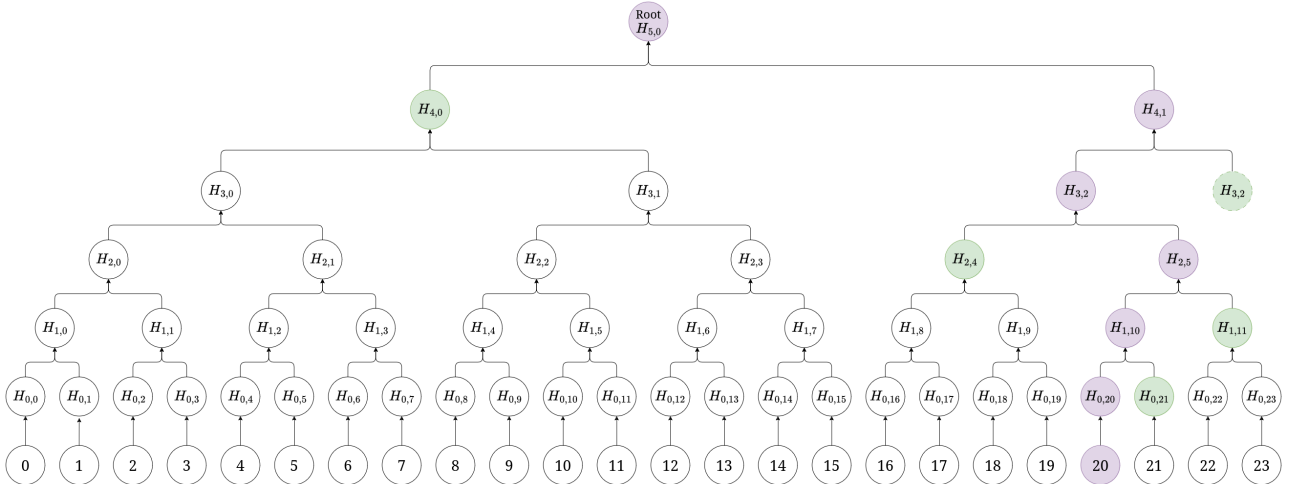 Root
H5,0
H4,0 H4,1
H3,0 H3,1 H3,2 H3,2
H2,0 H2,1 H2,2 H2,3 H2,4 H2,5
H1,0 H1,1 H1,2 H1,3 H1,4 H1,5 H1,6 H1,7 H1,8 H1,9 H1,10 H1,11
H0,0 H0,1 H0,2 H0,3 H0,4 H0,5 H0,6 H0,7 H0,8 H0,9 H0,10 H0,11 H0,12 H0,13 H0,14 H0,15 H0,16 H0,17 H0,18 H0,19 H0,20 H0,21 H0,22 H0,23
0 1 2 3 4 5 6 7 8 9 10 11 12 13 14 15 16 17 18 19 20 21 22 23